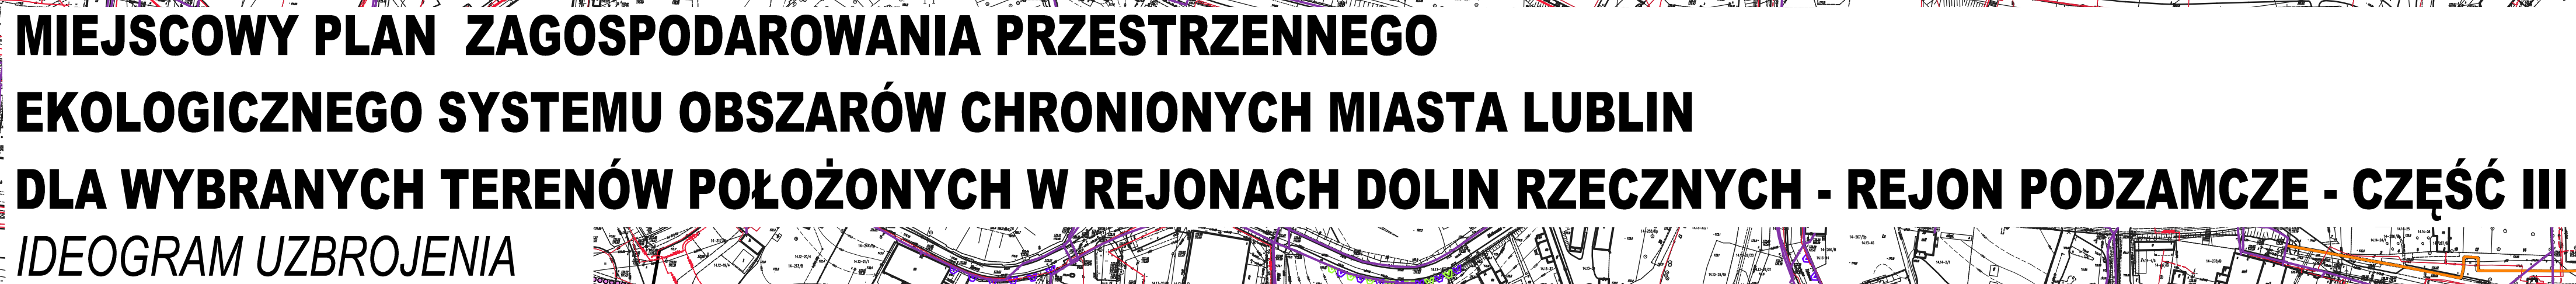 MIEJSCOWY PLAN ZAGOSPODAROWANIA PRZESTRZENNEGO
EKOLOGICZNEGO SYSTEMU OBSZARÓW CHRONIONYCH MIASTA LUBLIN
DLA WYBRANYCH TERENÓW POŁOŻONYCH W REJONACH DOLIN RZECZNYCH - REJON PODZAMCZE - CZĘŚĆ III
IDEOGRAM UZBROJENIA